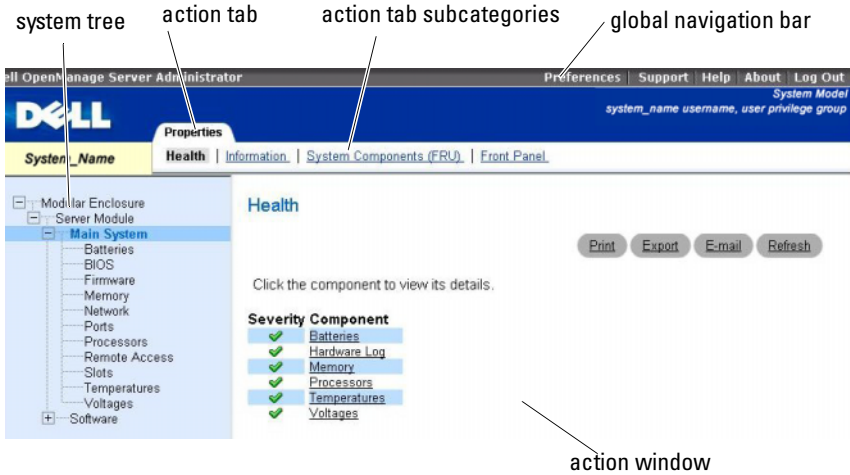 system tree
action tab
action tab subcategories
global navigation bar
ell OpenManage Server Administrator
Preferences | Support | Help | About | Log Out
System Model
system_name username, user privilege group
DELL
Properties
System_Name
Health | Information | System Components (FRU) | Front Panel
Modular Enclosure
Server Module
Main System
Batteries
BIOS
Firmware
Memory
Network
Ports
Processors
Remote Access
Slots
Temperatures
Voltages
Software
Health
Print Export E-mail Refresh
Click the component to view its details.
Severity Component
Batteries
Hardware Log
Memory
Processors
Temperatures
Voltages
action window